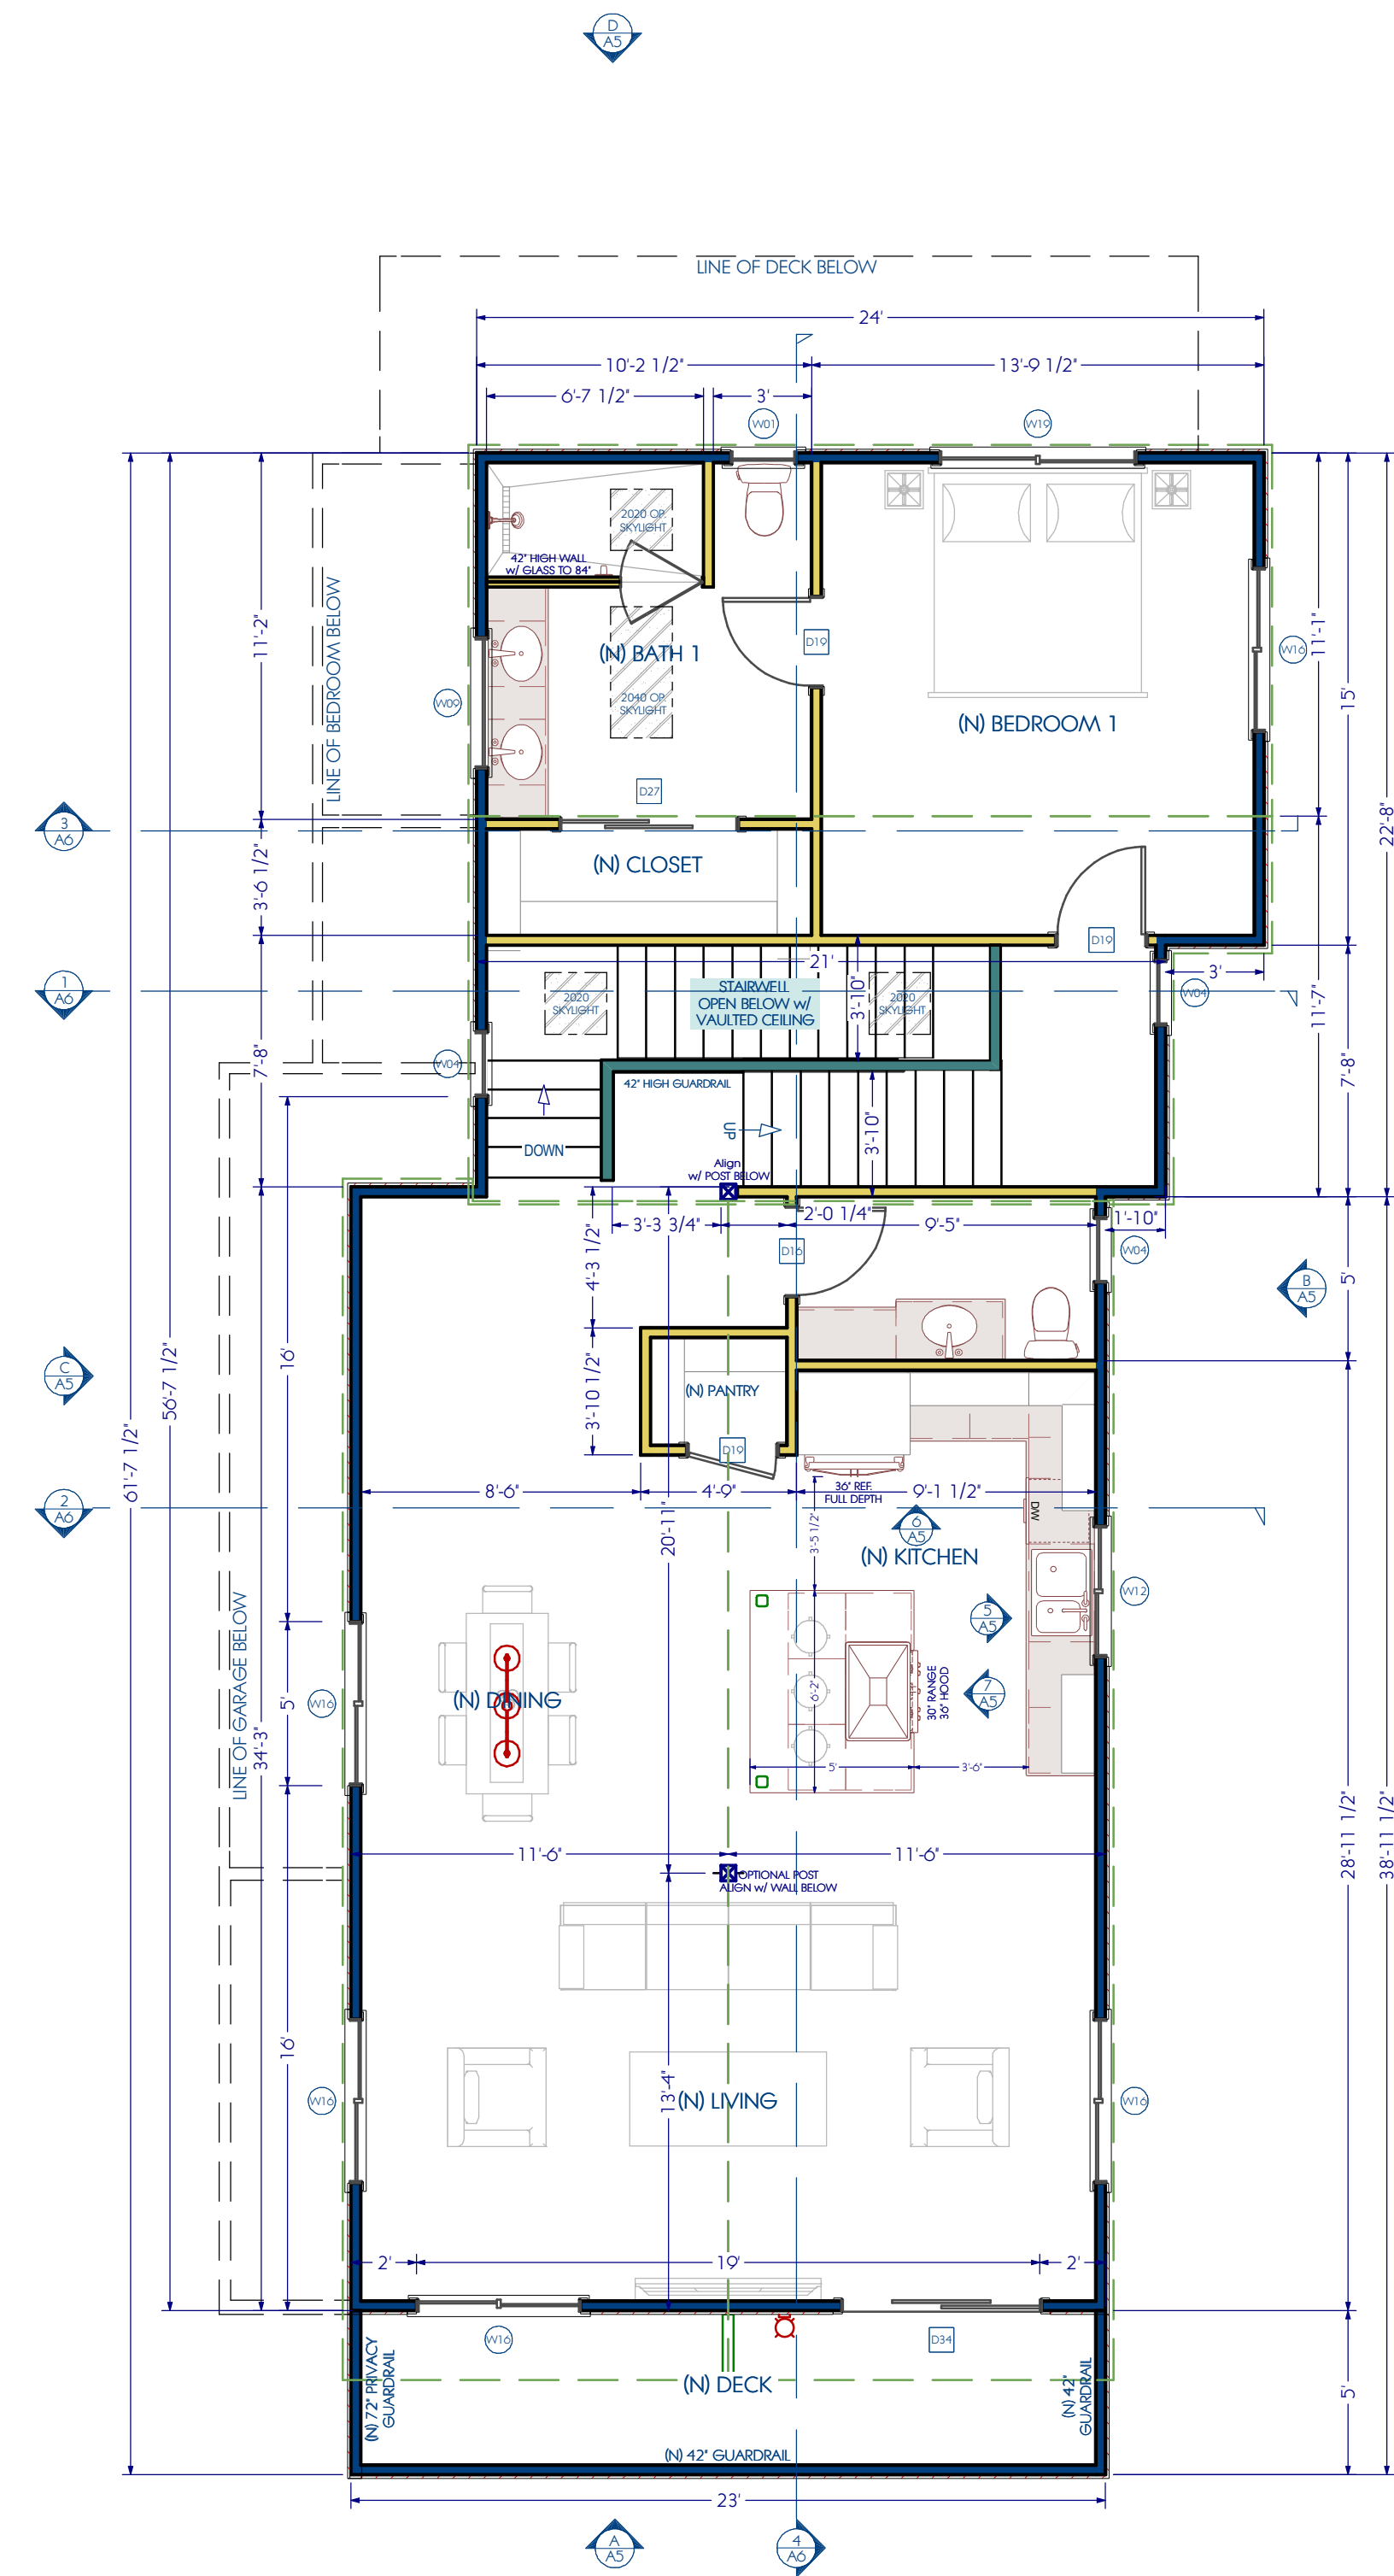 D
A5
LINE OF DECK BELOW
24'
10'-2 1/2"
13'-9 1/2"
6'-7 1/2"
3'
W01
W19
2020 OP.
SKYLIGHT
42" HIGH WALL
w/ GLASS TO 84"
11'-2"
LINE OF BEDROOM BELOW
(N) BATH 1
D19
W16
11'-1"
15'
22'-8"
W09
2040 OP.
SKYLIGHT
(N) BEDROOM 1
D27
3
A6
3'-6 1/2"
(N) CLOSET
D19
21'
3'
1
A6
2020
SKYLIGHT
STAIRWELL
OPEN BELOW w/
VAULTED CEILING
3'-10"
2020
SKYLIGHT
W04
11'-7"
7'-8"
W04
42" HIGH GUARDRAIL
7'-8"
DOWN
UP
3'-10"
Align
w/ POST BELOW
3'-3 3/4"
2'-0 1/4"
9'-5"
1'-10"
4'-3 1/2"
D16
W04
5'
B
A5
C
A5
56'-7 1/2"
16'
3'-10 1/2"
(N) PANTRY
D19
61'-7 1/2"
8'-6"
4'-9"
36" REF.
FULL DEPTH
9'-1 1/2"
2
A6
20'-11"
3'-5 1/2"
6
A5
DW
(N) KITCHEN
W12
5
A5
LINE OF GARAGE BELOW
34'-3"
5'
W16
(N) DINING
6'-2"
30" RANGE
36" HOOD
7
A5
5'
3'-6"
11'-6"
11'-6"
28'-11 1/2"
38'-11 1/2"
OPTIONAL POST
ALIGN w/ WALL BELOW
16'
W16
13'-4"
(N) LIVING
W16
2'
19'
2'
W16
D34
(N) 72" PRIVACY
GUARDRAIL
(N) DECK
(N) 42"
GUARDRAIL
5'
(N) 42" GUARDRAIL
23'
A
A5
4
A6